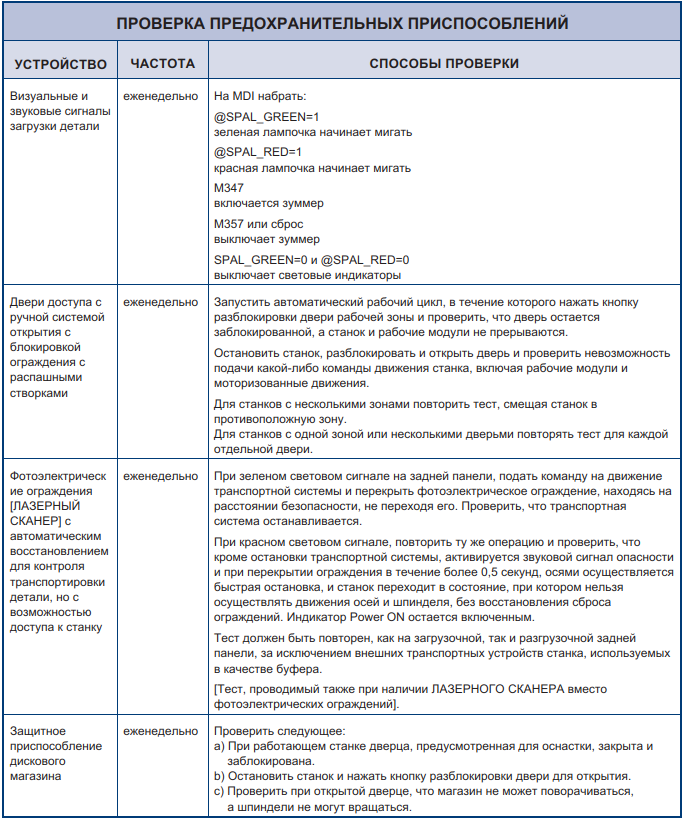 ПРОВЕРКА ПРЕДОХРАНИТЕЛЬНЫХ ПРИСПОСОБЛЕНИЙ
УСТРОЙСТВО
ЧАСТОТА
СПОСОБЫ ПРОВЕРКИ
Визуальные и
звуковые сигналы
загрузки детали
еженедельно
На MDI набрать:
@SPAL_GREEN=1
зеленая лампочка начинает мигать
@SPAL_RED=1
красная лампочка начинает мигать
M347
включается зуммер
M357 или сброс
выключает зуммер
SPAL_GREEN=0 и @SPAL_RED=0
выключает световые индикаторы
Двери доступа с
ручной системой
открытия с
блокировкой
ограждения с
распашными
створками
еженедельно
Запустить автоматический рабочий цикл, в течение которого нажать кнопку
разблокировки двери рабочей зоны и проверить, что дверь остается
заблокированной, а станок и рабочие модули не прерываются.
Остановить станок, разблокировать и открыть дверь и проверить невозможность
подачи какой-либо команды движения станка, включая рабочие модули и
моторизованные движения.
Для станков с несколькими зонами повторить тест, смещая станок в
противоположную зону.
Для станков с одной зоной или несколькими дверьми повторять тест для каждой
отдельной двери.
Фотоэлектрическ
ие ограждения
[ЛАЗЕРНЫЙ
СКАНЕР] с
автоматическим
восстановлением
для контроля
транспортировки
детали, но с
возможностью
доступа к станку
еженедельно
При зеленом световом сигнале на задней панели, подать команду на движение
транспортной системы и перекрыть фотоэлектрическое ограждение, находясь на
расстоянии безопасности, не переходя его. Проверить, что транспортная
система останавливается.
При красном световом сигнале, повторить ту же операцию и проверить, что
кроме остановки транспортной системы, активируется звуковой сигнал опасности
и при перекрытии ограждения в течение более 0,5 секунд, осями осуществляется
быстрая остановка, и станок переходит в состояние, при котором нельзя
осуществлять движения осей и шпинделя, без восстановления сброса
ограждений. Индикатор Power ON остается включенным.
Тест должен быть повторен, как на загрузочной, так и разгрузочной задней
панели, за исключением внешних транспортных устройств станка, используемых
в качестве буфера.
[Тест, проводимый также при наличии ЛАЗЕРНОГО СКАНЕРА вместо
фотоэлектрических ограждений].
Защитное
приспособление
дискового
магазина
еженедельно
Проверить следующее:
a) При работающем станке дверца, предусмотренная для оснастки, закрыта и
заблокирована.
b) Остановить станок и нажать кнопку разблокировки двери для открытия.
c) Проверить при открытой дверце, что магазин не может поворачиваться,
а шпиндели не могут вращаться.